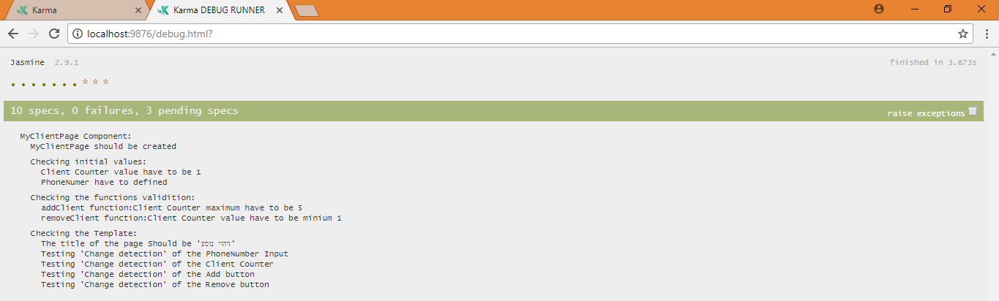 Karma
Karma DEBUG RUNNER
localhost:9876/debug.html?
Jasmine 2.9.1
finished in 3.873s
• • • • • • • * * *
10 specs, 0 failures, 3 pending specs
raise exceptions
MyClientPage Component:
MyClientPage should be created
Checking initial values:
Client Counter value have to be 1
PhoneNumer have to defined
Checking the functions validition:
addClient function:Client Counter maximum have to be 5
removeClient function:Client Counter value have to be minium 1
Checking the Template:
The title of the page Should be 'זיהוי נוסע'
Testing 'Change detection' of the PhoneNumber Input
Testing 'Change detection' of the Client Counter
Testing 'Change detection' of the Add button
Testing 'Change detection' of the Remove button